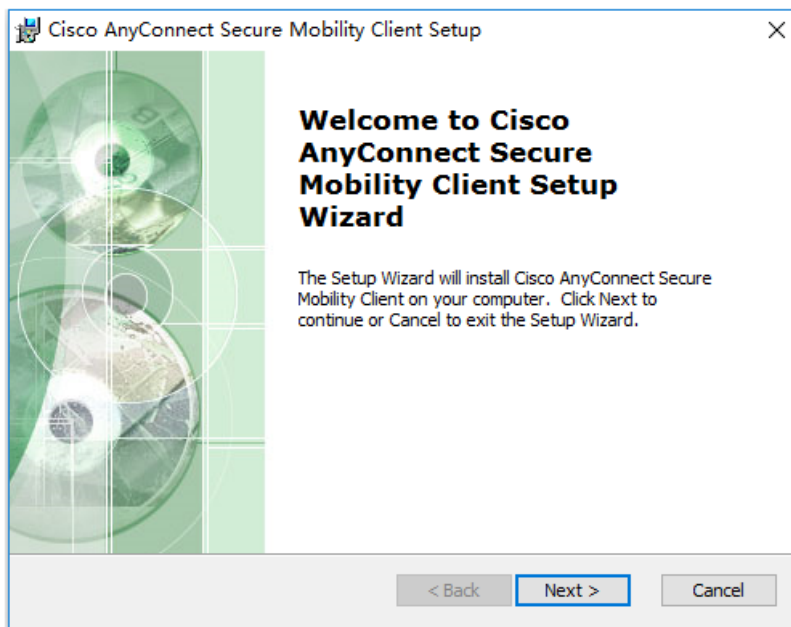 Cisco AnyConnect Secure Mobility Client Setup
Welcome to Cisco
AnyConnect Secure
Mobility Client Setup
Wizard
The Setup Wizard will install Cisco AnyConnect Secure
Mobility Client on your computer.  Click Next to
continue or Cancel to exit the Setup Wizard.
< Back
Next >
Cancel